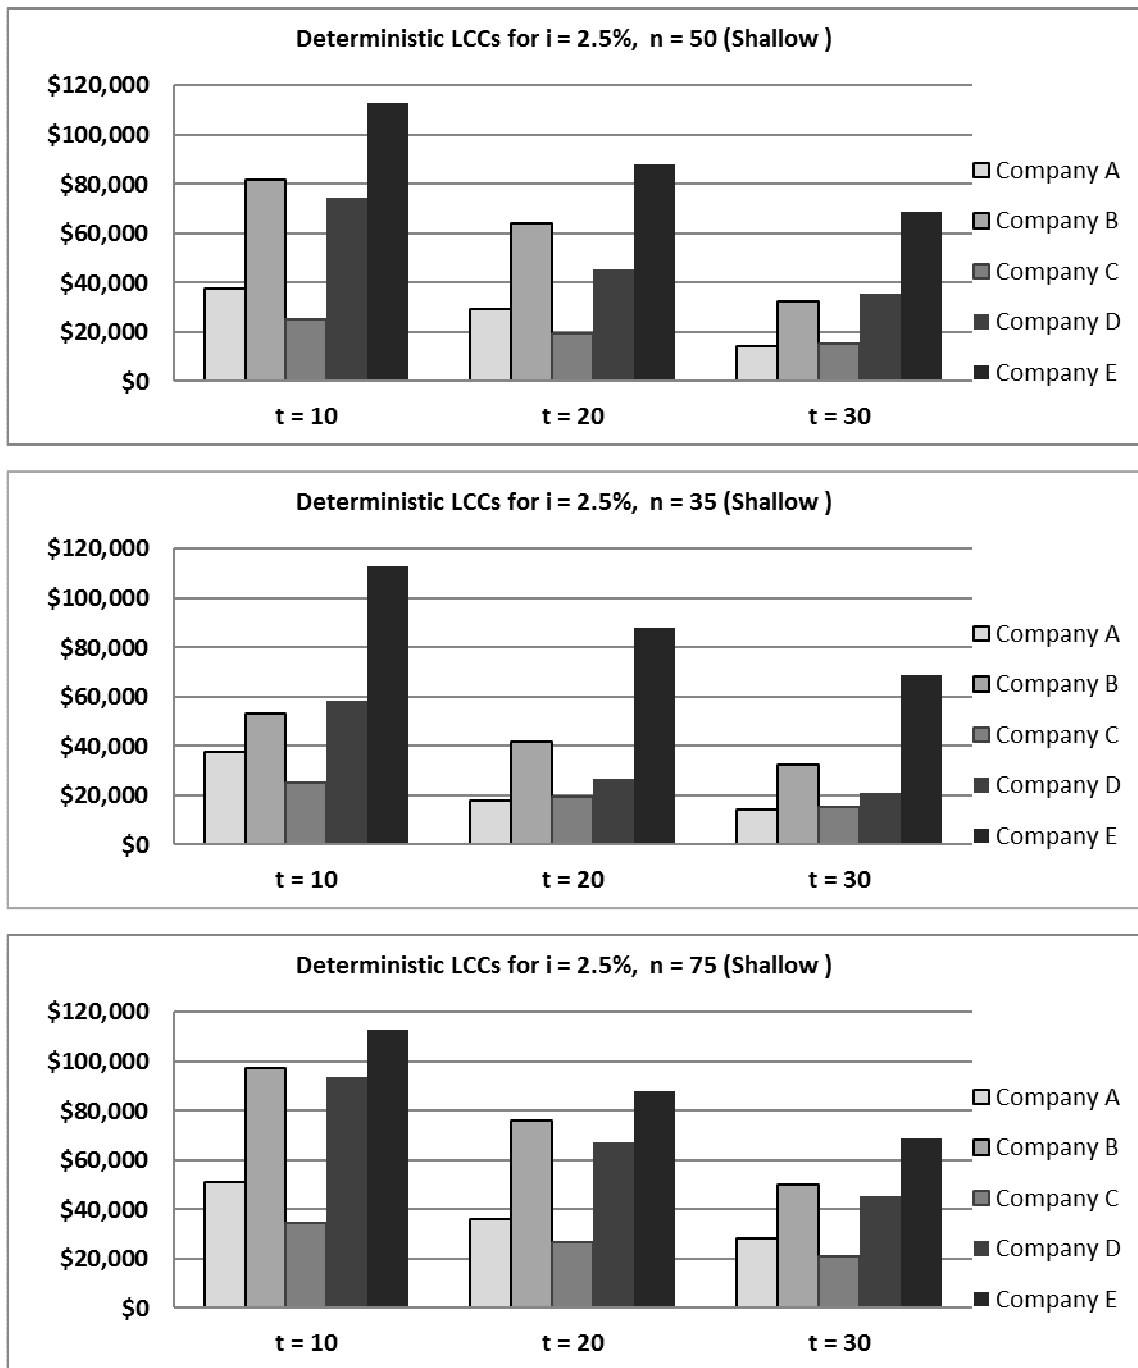 Deterministic LCCs for i = 2.5%,  n = 50 (Shallow )
$120,000
$100,000
$80,000
$60,000
$40,000
$20,000
$0
t = 10
t = 20
t = 30
Company A
Company B
Company C
Company D
Company E
Deterministic LCCs for i = 2.5%,  n = 35 (Shallow )
$120,000
$100,000
$80,000
$60,000
$40,000
$20,000
$0
t = 10
t = 20
t = 30
Company A
Company B
Company C
Company D
Company E
Deterministic LCCs for i = 2.5%,  n = 75 (Shallow )
$120,000
$100,000
$80,000
$60,000
$40,000
$20,000
$0
t = 10
t = 20
t = 30
Company A
Company B
Company C
Company D
Company E